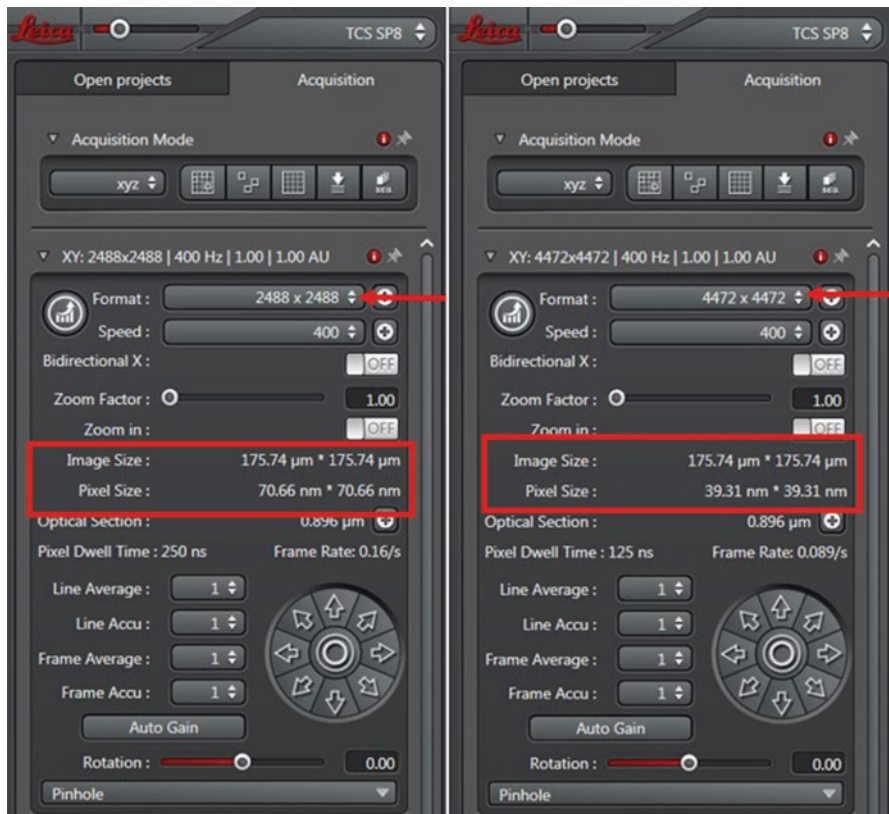 Leica
TCS SP8
Open projects
Acquisition
Acquisition Mode
xyz
seq.
XY: 2488x2488 | 400 Hz | 1.00 | 1.00 AU
Format :
2488 x 2488
Speed :
400
Bidirectional X :
OFF
Zoom Factor :
1.00
Zoom in :
OFF
Image Size :
175.74 µm * 175.74 µm
Pixel Size :
70.66 nm * 70.66 nm
Optical Section :
0.896 µm
Pixel Dwell Time : 250 ns
Frame Rate: 0.16/s
Line Average :
1
Line Accu :
1
Frame Average :
1
Frame Accu :
1
Auto Gain
Rotation :
0.00
Pinhole
Leica
TCS SP8
Open projects
Acquisition
Acquisition Mode
xyz
seq.
XY: 4472x4472 | 400 Hz | 1.00 | 1.00 AU
Format :
4472 x 4472
Speed :
400
Bidirectional X :
OFF
Zoom Factor :
1.00
Zoom in :
OFF
Image Size :
175.74 µm * 175.74 µm
Pixel Size :
39.31 nm * 39.31 nm
Optical Section :
0.896 µm
Pixel Dwell Time : 125 ns
Frame Rate: 0.089/s
Line Average :
1
Line Accu :
1
Frame Average :
1
Frame Accu :
1
Auto Gain
Rotation :
0.00
Pinhole